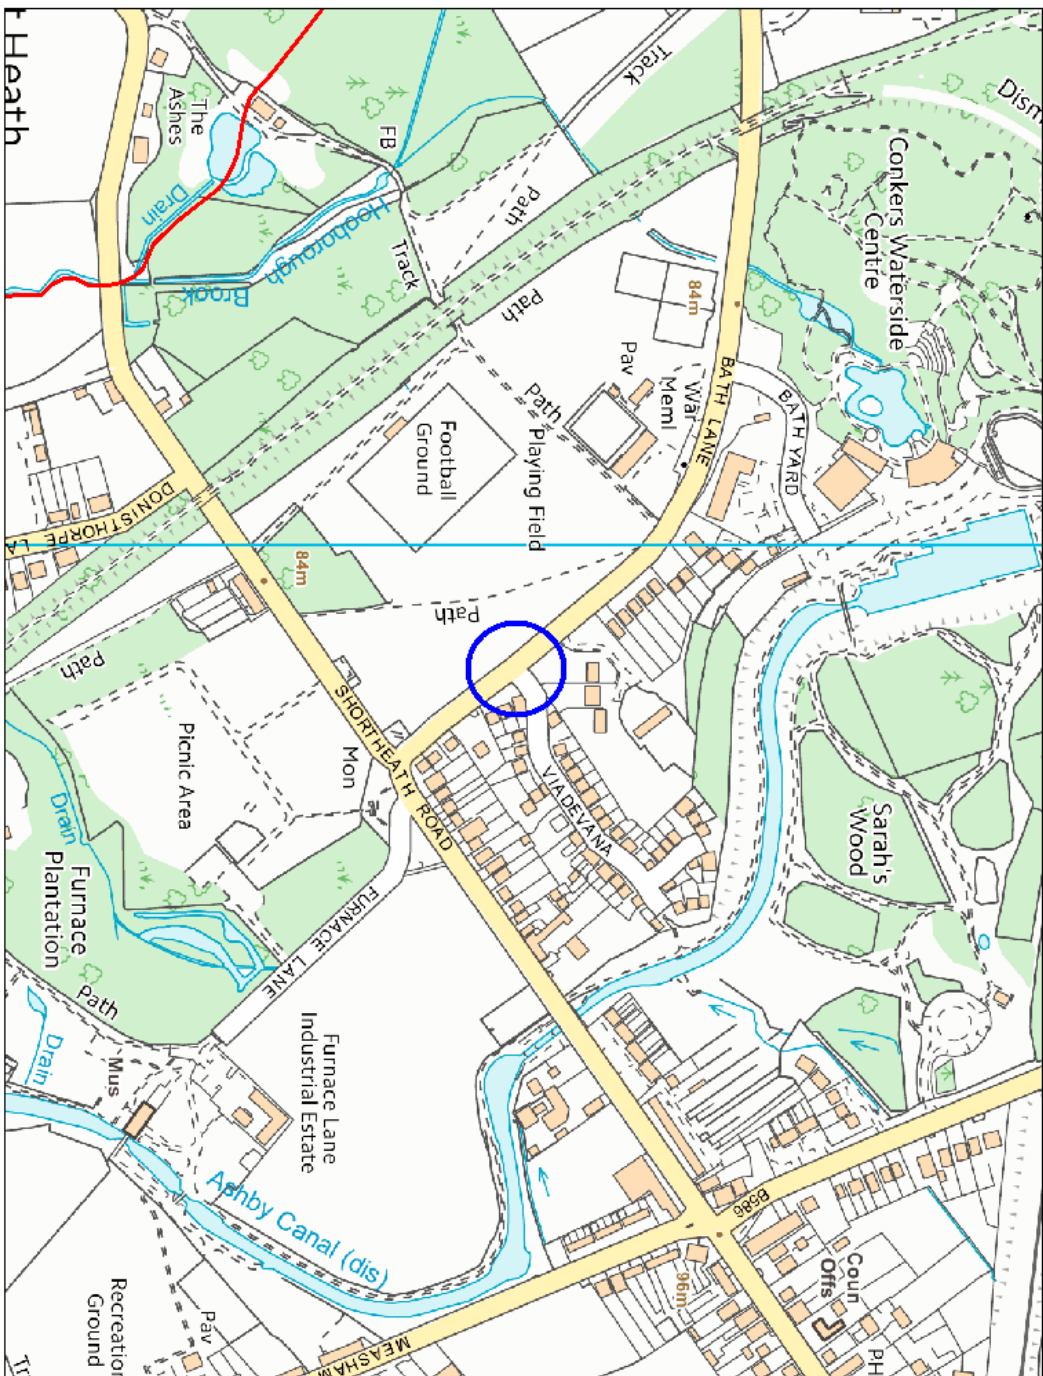 t Heath
The
Ashes
Drain
FB
Hooborough
Brook
Track
Track
Path
Path
Path
Dism
Conkers Waterside
Centre
84m
Pav
War
Meml
BATH LANE
BATH YARD
Football
Ground
Playing Field
DONISTHORPE LA
84m
Path
Path
SHORTHEATH ROAD
Mon
Picnic Area
VIA DEVANA
Sarah's
Wood
Drain
Furnace
Plantation
FURNACE LANE
Path
Drain
Mus
Furnace Lane
Industrial Estate
Ashby Canal (dis)
B586
96m
Coun
Offs
PH
MEASHAM
Pav
Recreation
Ground
Tr